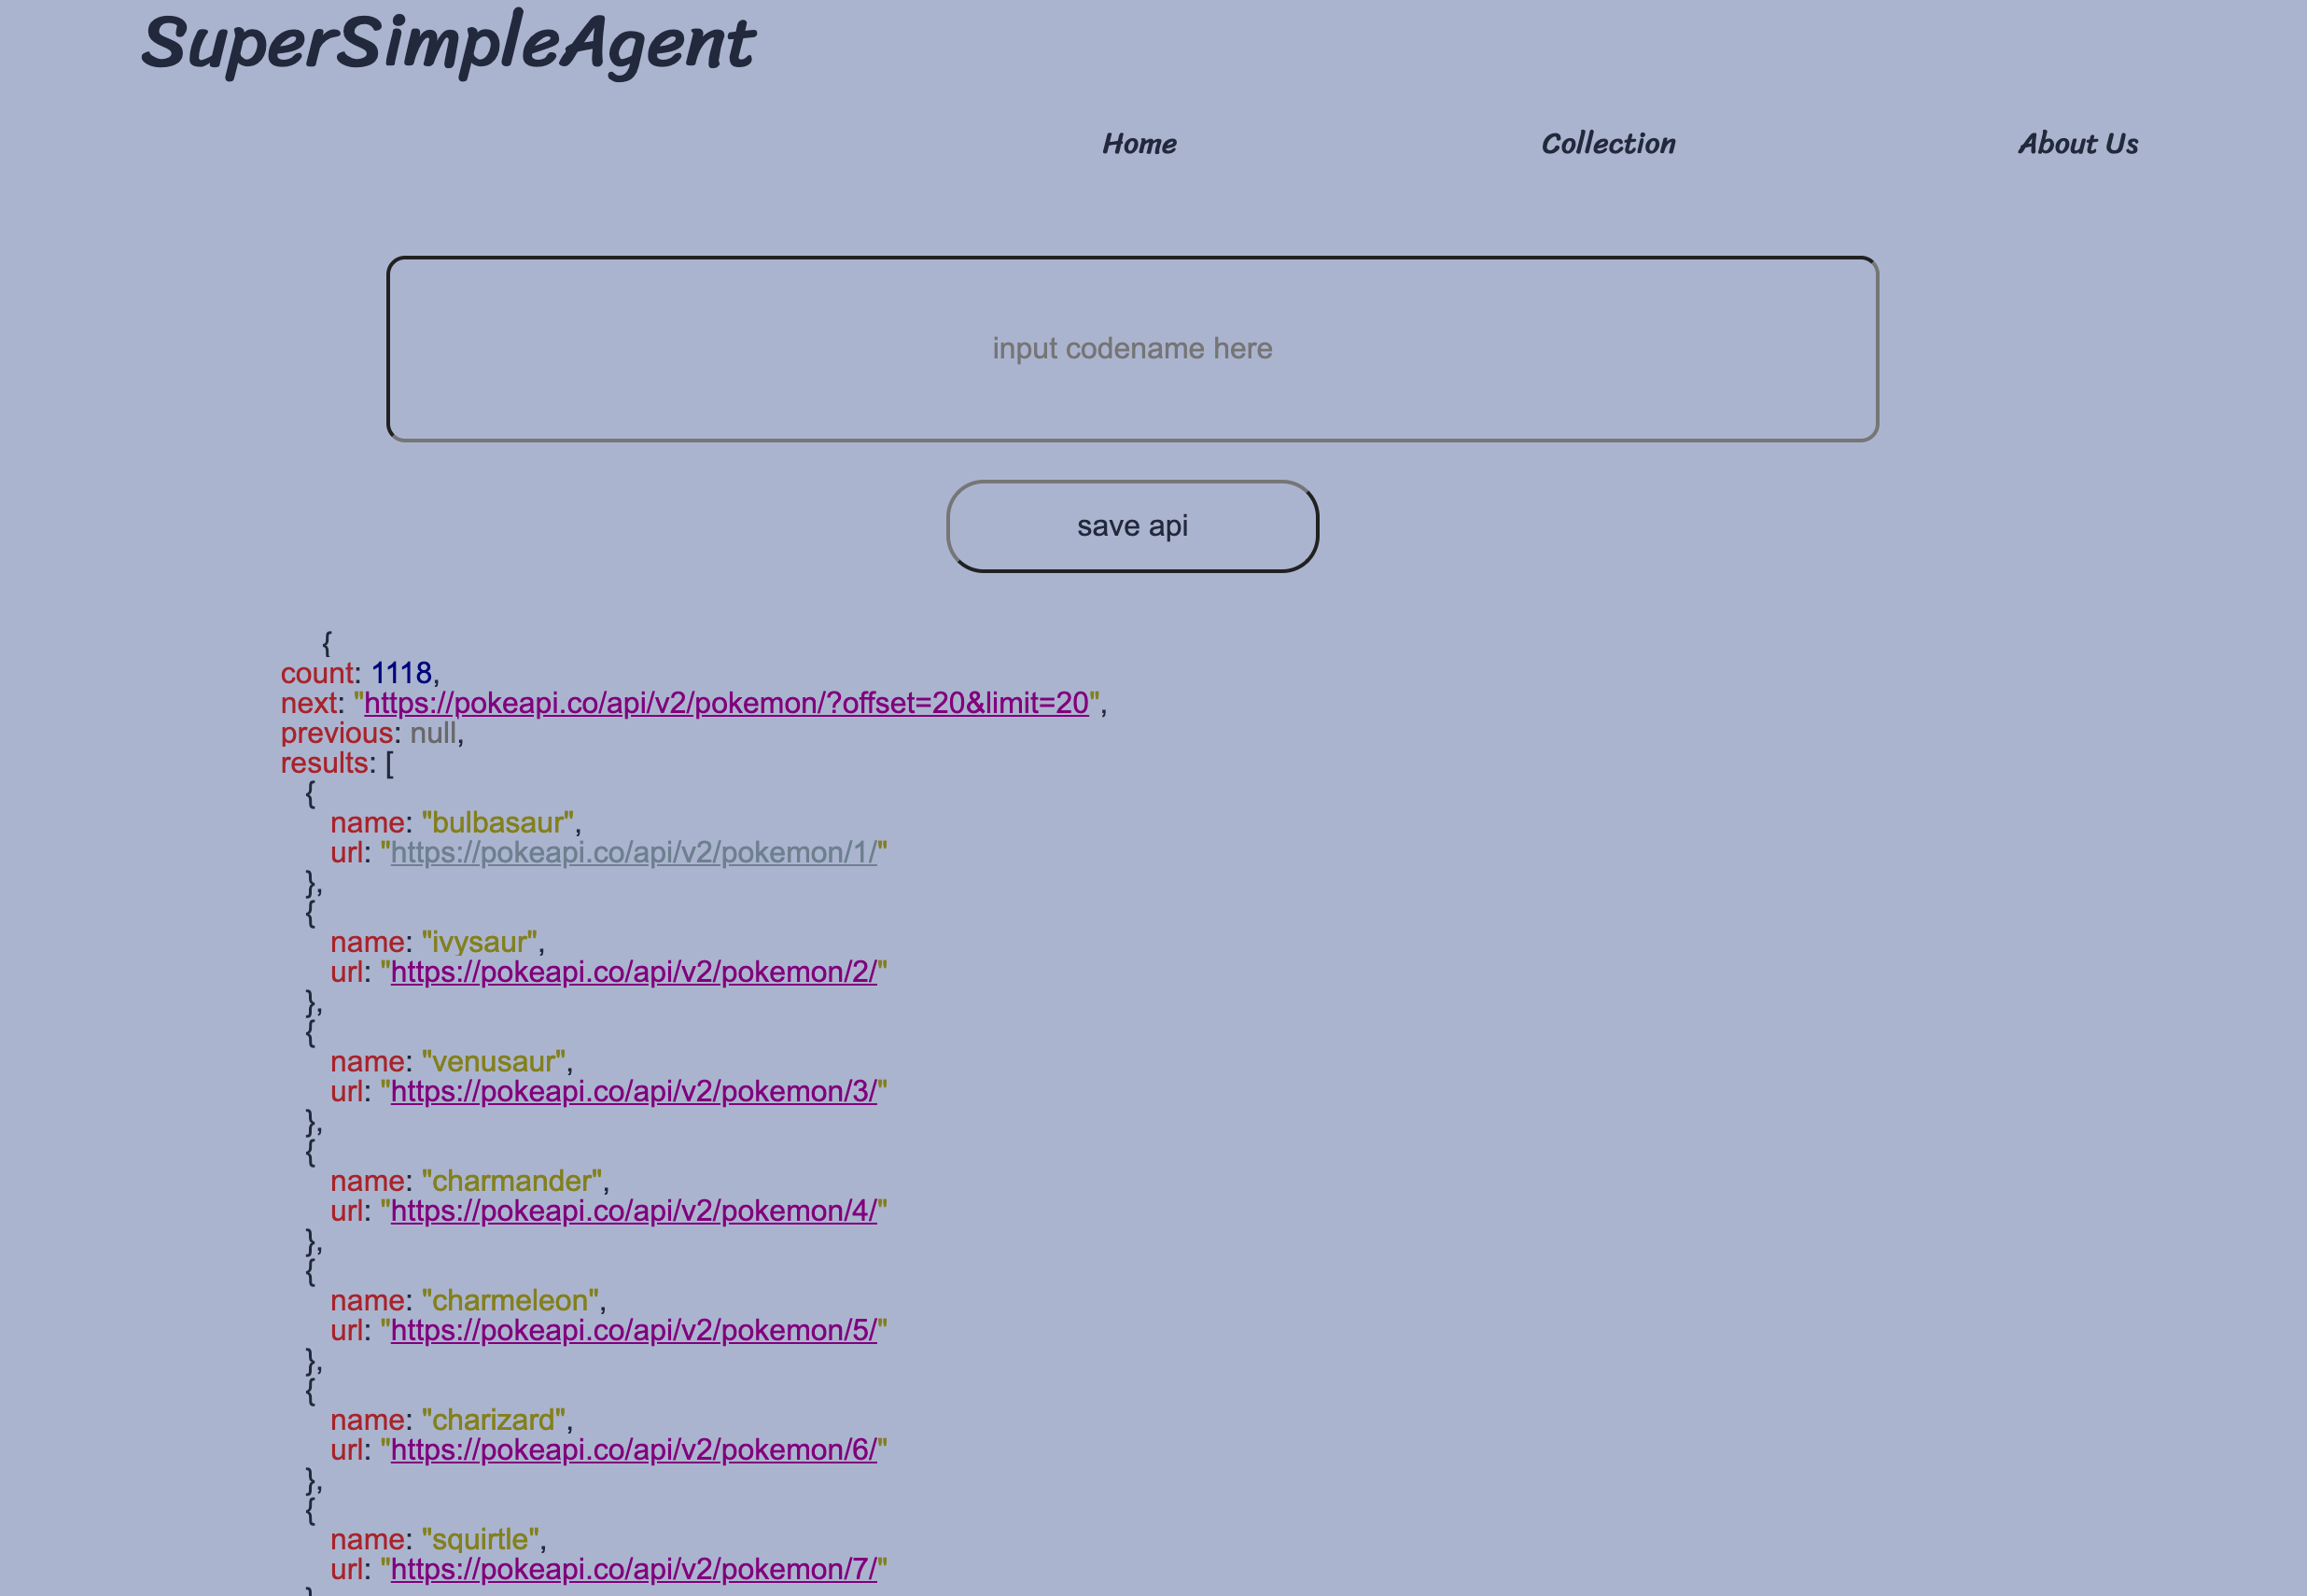 SuperSimpleAgent
Home Collection About Us
input codename here
save api
{
count: 1118,
next: "https://pokeapi.co/api/v2/pokemon/?offset=20&limit=20",
previous: null,
results: [
{
name: "bulbasaur",
url: "https://pokeapi.co/api/v2/pokemon/1/"
},
{
name: "ivysaur",
url: "https://pokeapi.co/api/v2/pokemon/2/"
},
{
name: "venusaur",
url: "https://pokeapi.co/api/v2/pokemon/3/"
},
{
name: "charmander",
url: "https://pokeapi.co/api/v2/pokemon/4/"
},
{
name: "charmeleon",
url: "https://pokeapi.co/api/v2/pokemon/5/"
},
{
name: "charizard",
url: "https://pokeapi.co/api/v2/pokemon/6/"
},
{
name: "squirtle",
url: "https://pokeapi.co/api/v2/pokemon/7/"
}